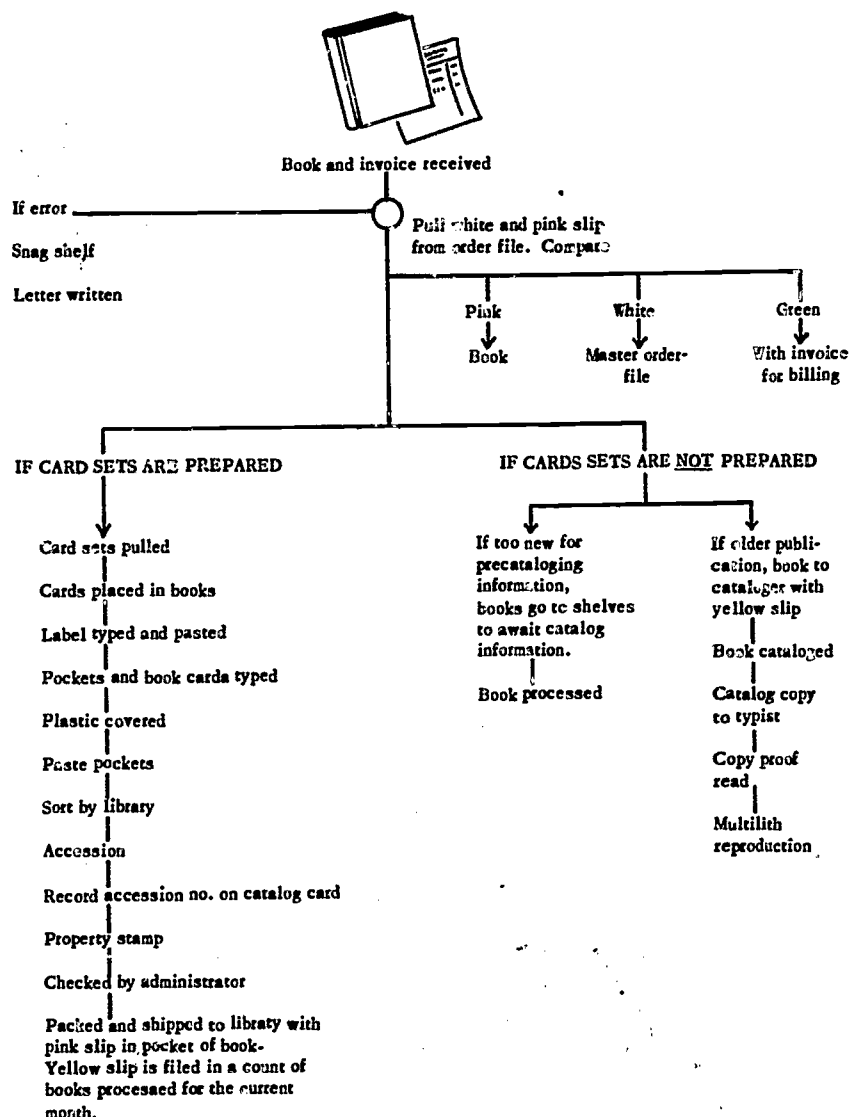 Book and invoice received
If error
Snag shelf
Letter written
Pull white and pink slip
from order file. Compare
Pink
Book
White
Master order-
file
Green
With invoice
for billing
IF CARD SETS ARE PREPARED
Card sets pulled
Cards placed in books
Label typed and pasted
Pockets and book carda typed
Plastic covered
Paste pockets
Sort by library
Accession
Record accession no. on catalog card
Property stamp
Checked by administrator
Packed and shipped to library with
pink slip in pocket of book-
Yellow slip is filed in a count of
books processed for the current
month.
IF CARDS SETS ARE NOT PREPARED
If too new for
precataloging
information,
books go to shelves
to await catalog
information.
Book processed
If older publi-
cation, book to
cataloger with
yellow slip
Book cataloged
Catalog copy
to typist
Copy proof
read
Multilith
reproduction